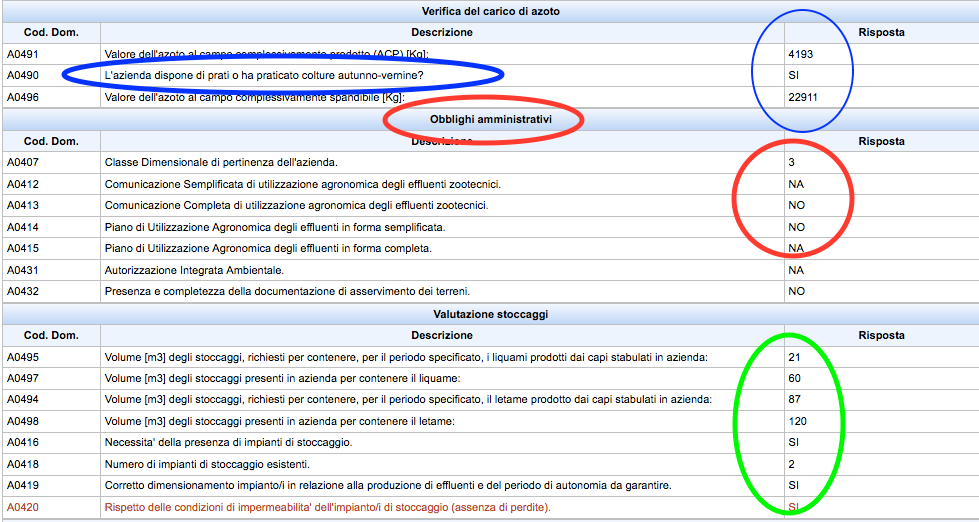 Verifica del carico di azoto
Cod. Dom. Descrizione Risposta
A0491 Valore dell'azoto al campo complessivamente prodotto (ACP) [Kg]: 4193
A0490 L'azienda dispone di prati o ha praticato colture autunno-vernine? SI
A0496 Valore dell'azoto al campo complessivamente spandibile [Kg]: 22911
Obblighi amministrativi
Cod. Dom. Descrizione Risposta
A0407 Classe Dimensionale di pertinenza dell'azienda. 3
A0412 Comunicazione Semplificata di utilizzazione agronomica degli effluenti zootecnici. NA
A0413 Comunicazione Completa di utilizzazione agronomica degli effluenti zootecnici. NO
A0414 Piano di Utilizzazione Agronomica degli effluenti in forma semplificata. NO
A0415 Piano di Utilizzazione Agronomica degli effluenti in forma completa. NA
A0431 Autorizzazione Integrata Ambientale. NA
A0432 Presenza e completezza della documentazione di asservimento dei terreni. NO
Valutazione stoccaggi
Cod. Dom. Descrizione Risposta
A0495 Volume [m3] degli stoccaggi, richiesti per contenere, per il periodo specificato, i liquami prodotti dai capi stabulati in azienda: 21
A0497 Volume [m3] degli stoccaggi presenti in azienda per contenere il liquame: 60
A0494 Volume [m3] degli stoccaggi, richiesti per contenere, per il periodo specificato, il letame prodotto dai capi stabulati in azienda: 87
A0498 Volume [m3] degli stoccaggi presenti in azienda per contenere il letame: 120
A0416 Necessita' della presenza di impianti di stoccaggio. SI
A0418 Numero di impianti di stoccaggio esistenti. 2
A0419 Corretto dimensionamento impianto/i in relazione alla produzione di effluenti e del periodo di autonomia da garantire. SI
A0420 Rispetto delle condizioni di impermeabilita' dell'impianto/i di stoccaggio (assenza di perdite). SI